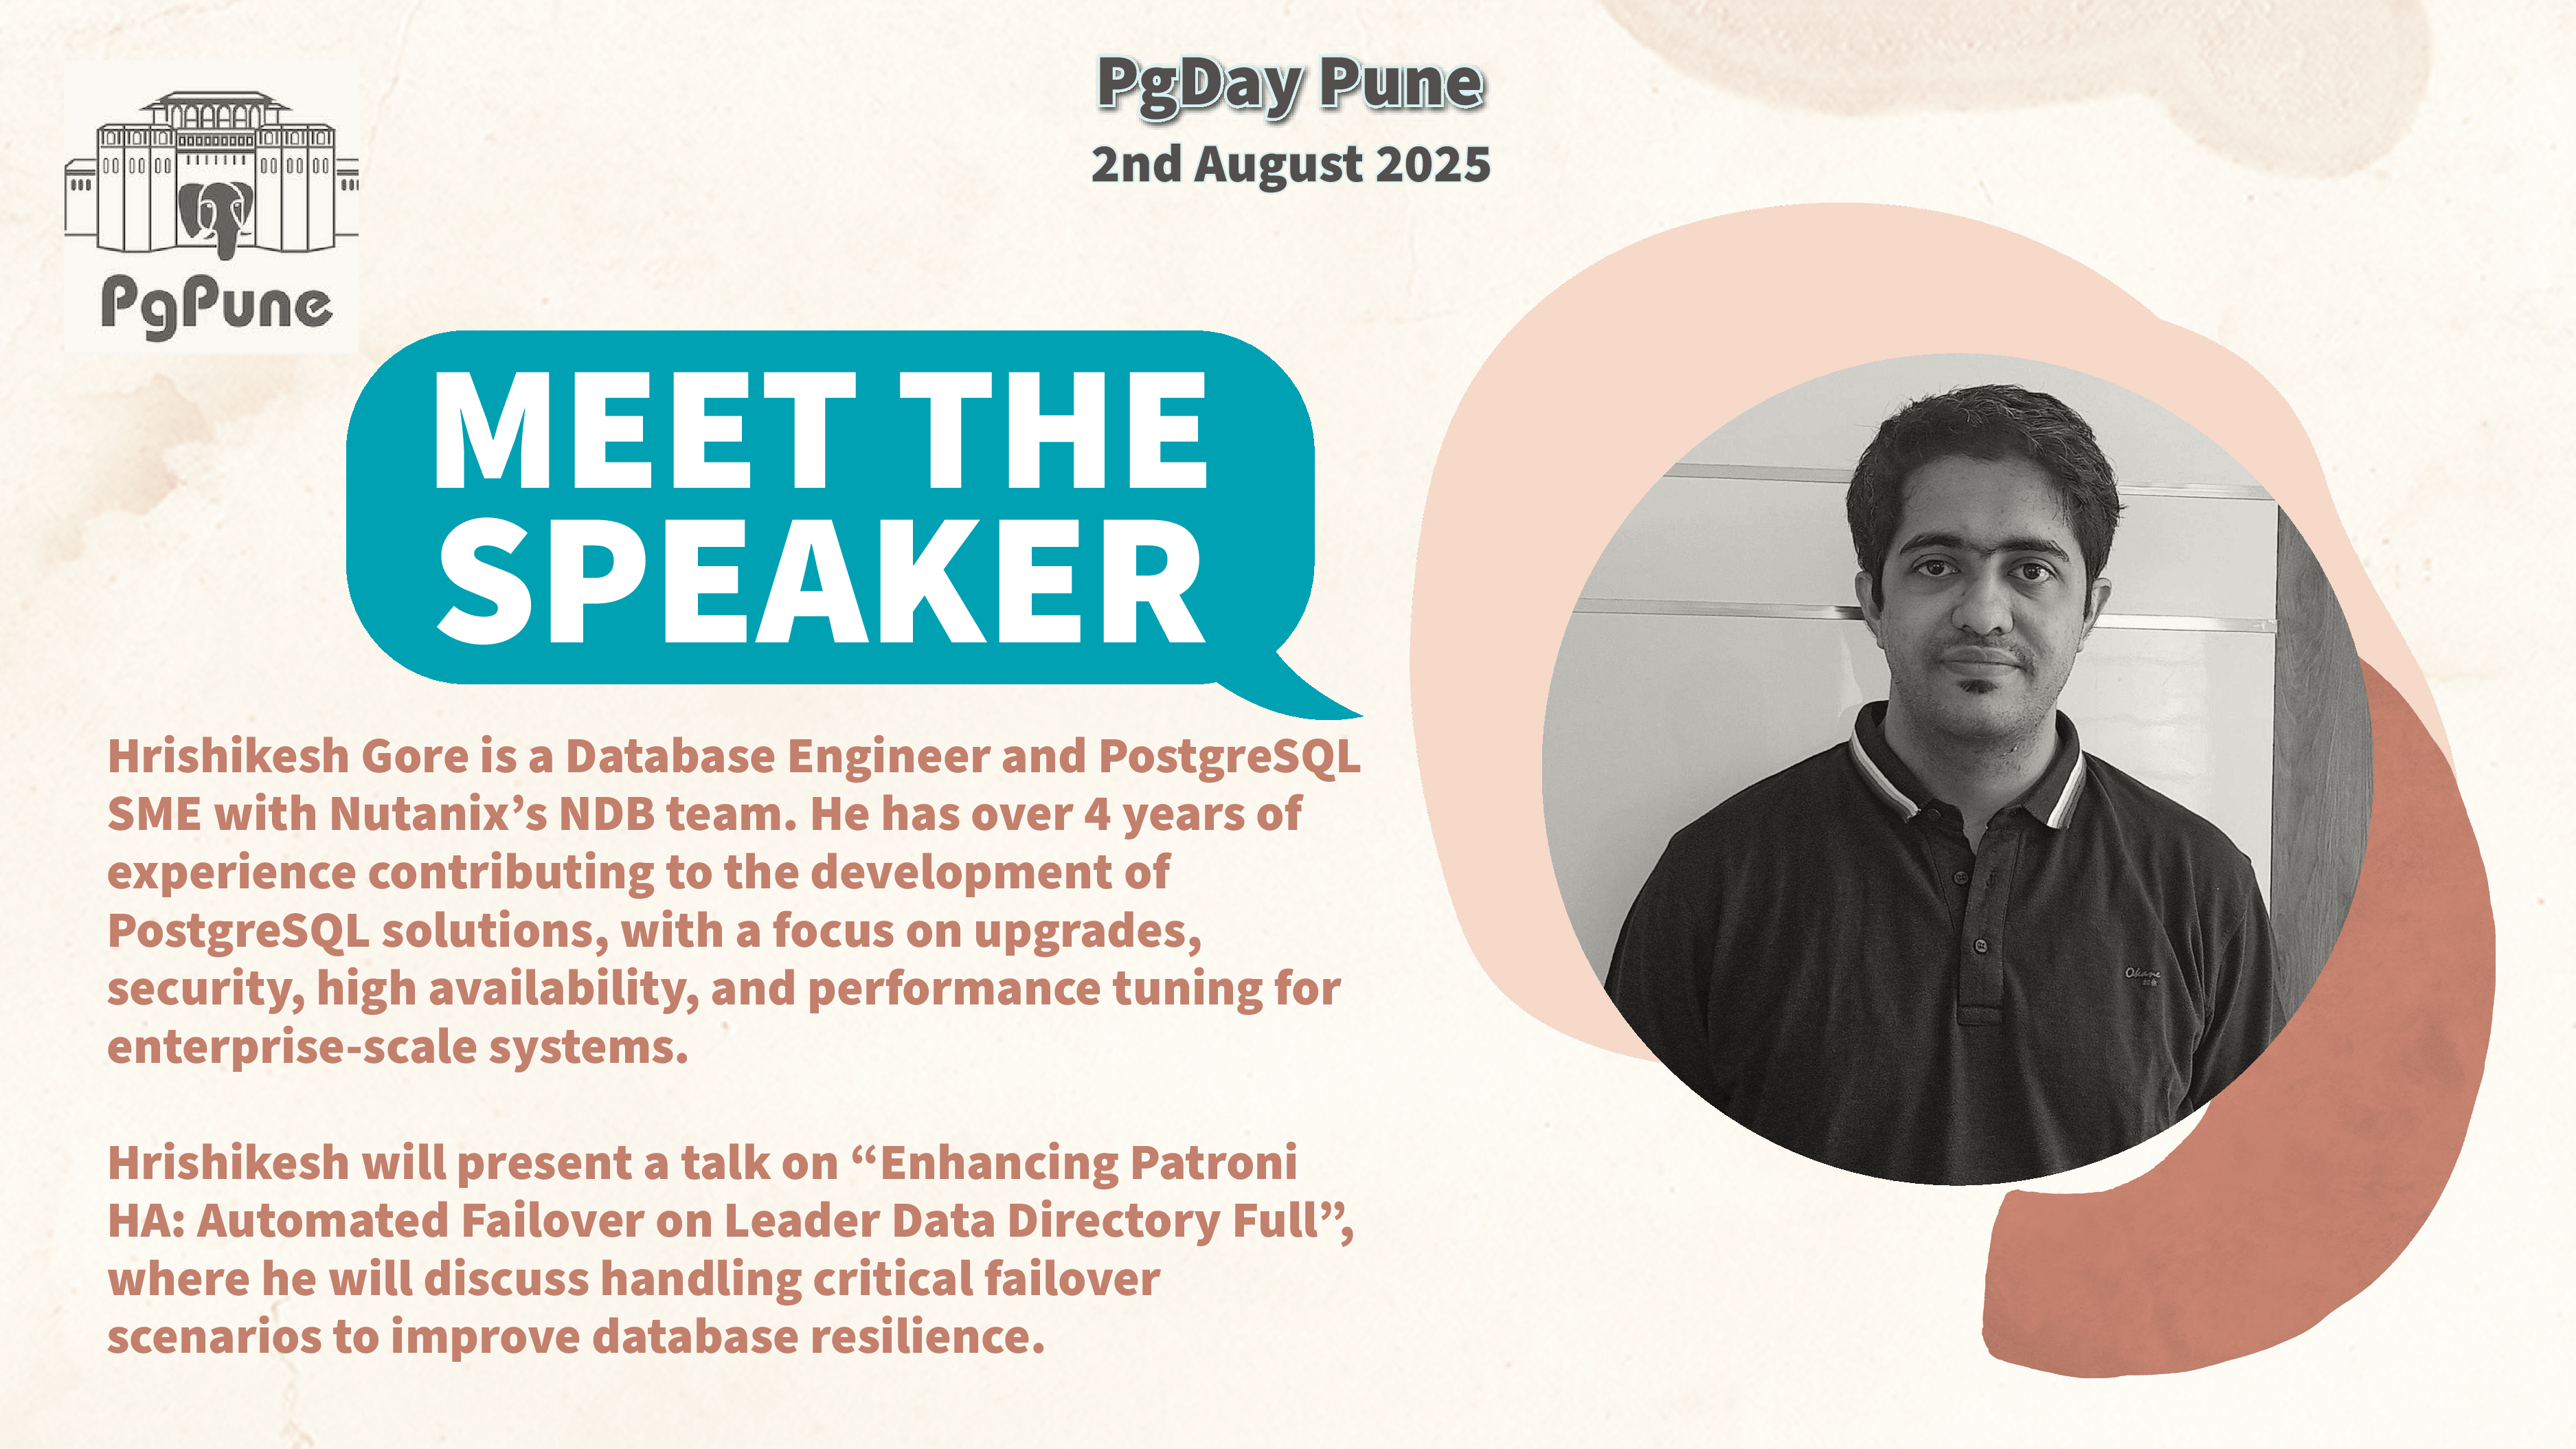 PgDay Pune
2nd August 2025
PgPune
MEET THE
SPEAKER
Hrishikesh Gore is a Database Engineer and PostgreSQL
SME with Nutanix’s NDB team. He has over 4 years of
experience contributing to the development of
PostgreSQL solutions, with a focus on upgrades,
security, high availability, and performance tuning for
enterprise-scale systems.
Hrishikesh will present a talk on “Enhancing Patroni
HA: Automated Failover on Leader Data Directory Full”,
where he will discuss handling critical failover
scenarios to improve database resilience.